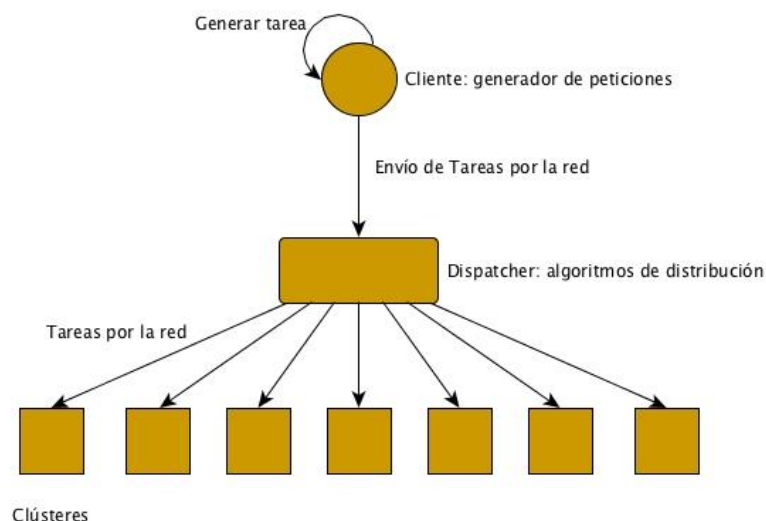 Generar tarea
Cliente: generador de peticiones
Envío de Tareas por la red
Dispatcher: algoritmos de distribución
Tareas por la red
Clústeres